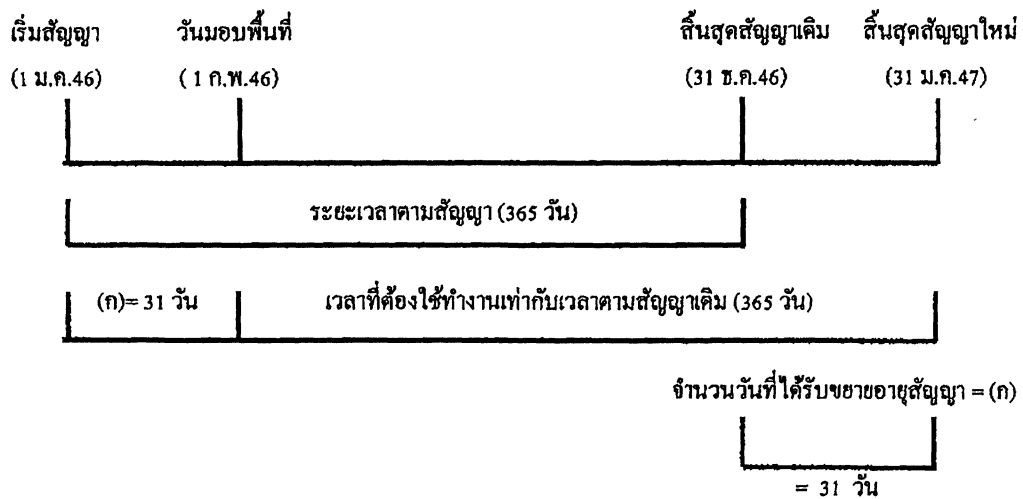 เริ่มสัญญา วันมอบพื้นที่ สิ้นสุดสัญญาเดิม สิ้นสุดสัญญาใหม่
(1 ม.ค.46) ( 1 ก.พ.46) (31 ธ.ค.46) (31 ม.ค.47)
ระยะเวลาตามสัญญา (365 วัน)
(ก)= 31 วัน เวลาที่ต้องใช้ทำงานเท่ากับเวลาตามสัญญาเดิม (365 วัน)
จำนวนวันที่ได้รับขยายอายุสัญญา = (ก)
= 31 วัน